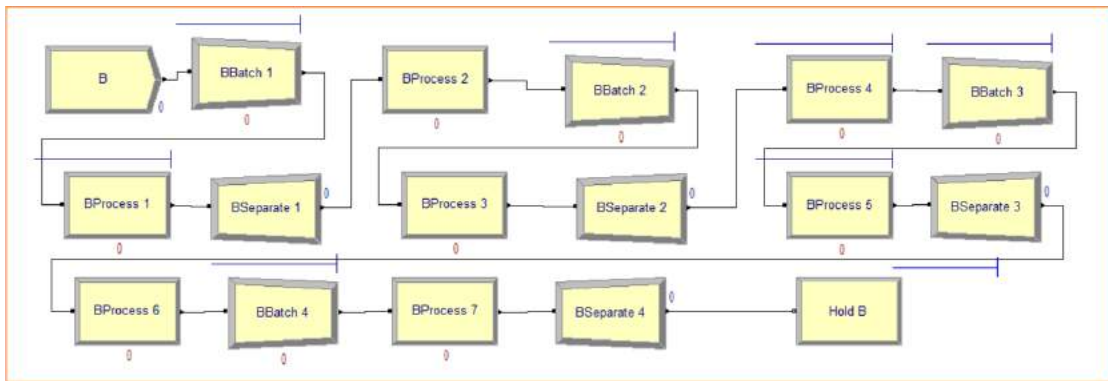 B
0
BBatch 1
0
BProcess 1
0
BSeparate 1
0
BProcess 2
0
BBatch 2
0
BProcess 3
0
BSeparate 2
0
BProcess 4
0
BBatch 3
0
BProcess 5
0
BSeparate 3
0
BProcess 6
0
BBatch 4
0
BProcess 7
0
BSeparate 4
0
Hold B